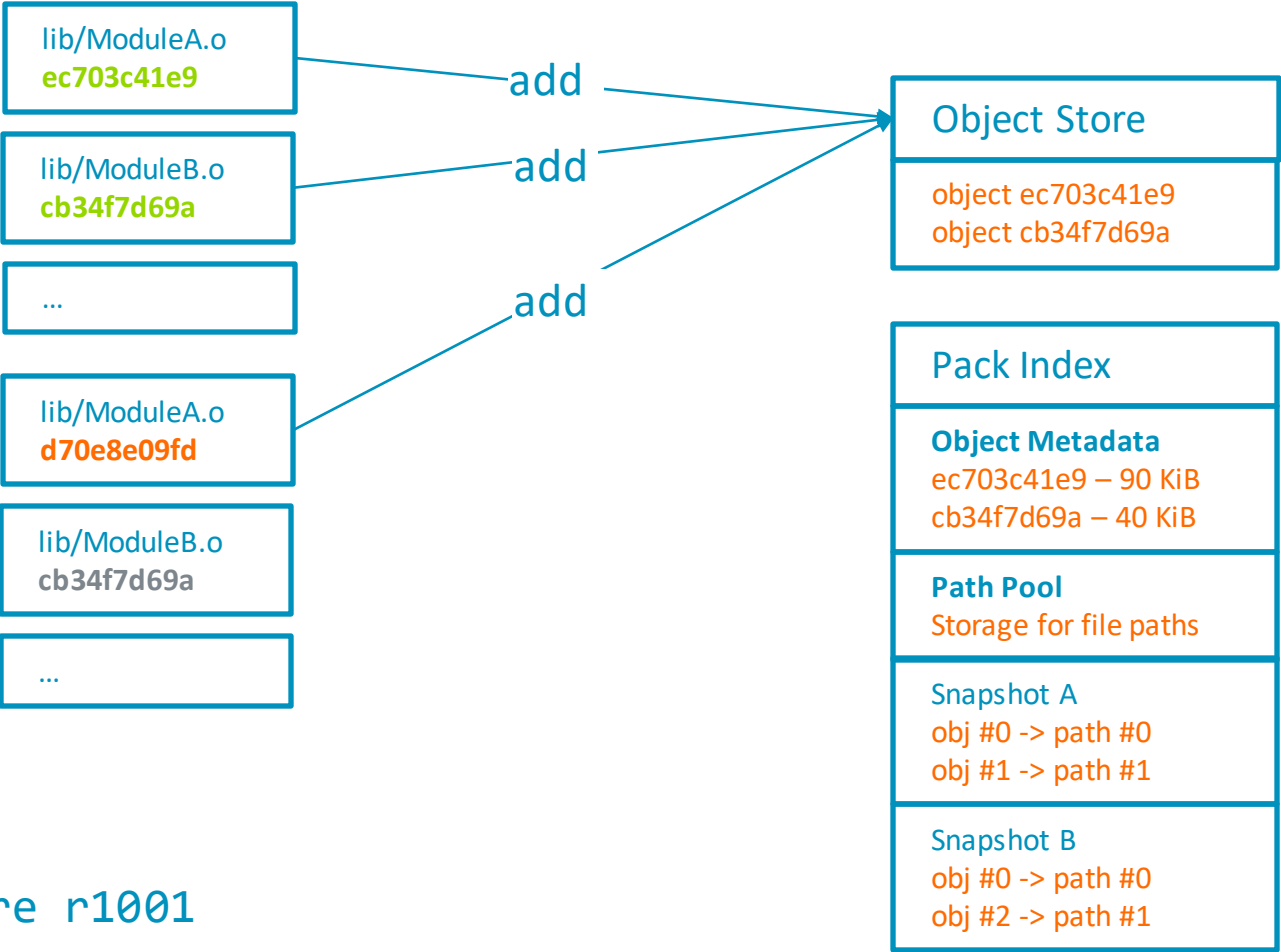 lib/ModuleA.o
ec703c41e9
lib/ModuleB.o
cb34f7d69a
…
lib/ModuleA.o
d70e8e09fd
lib/ModuleB.o
cb34f7d69a
…
add
add
add
Object Store
object ec703c41e9
object cb34f7d69a
Pack Index
Object Metadata
ec703c41e9 – 90 KiB
cb34f7d69a – 40 KiB
Path Pool
Storage for file paths
Snapshot A
obj #0 -> path #0
obj #1 -> path #1
Snapshot B
obj #0 -> path #0
obj #2 -> path #1
re r1001